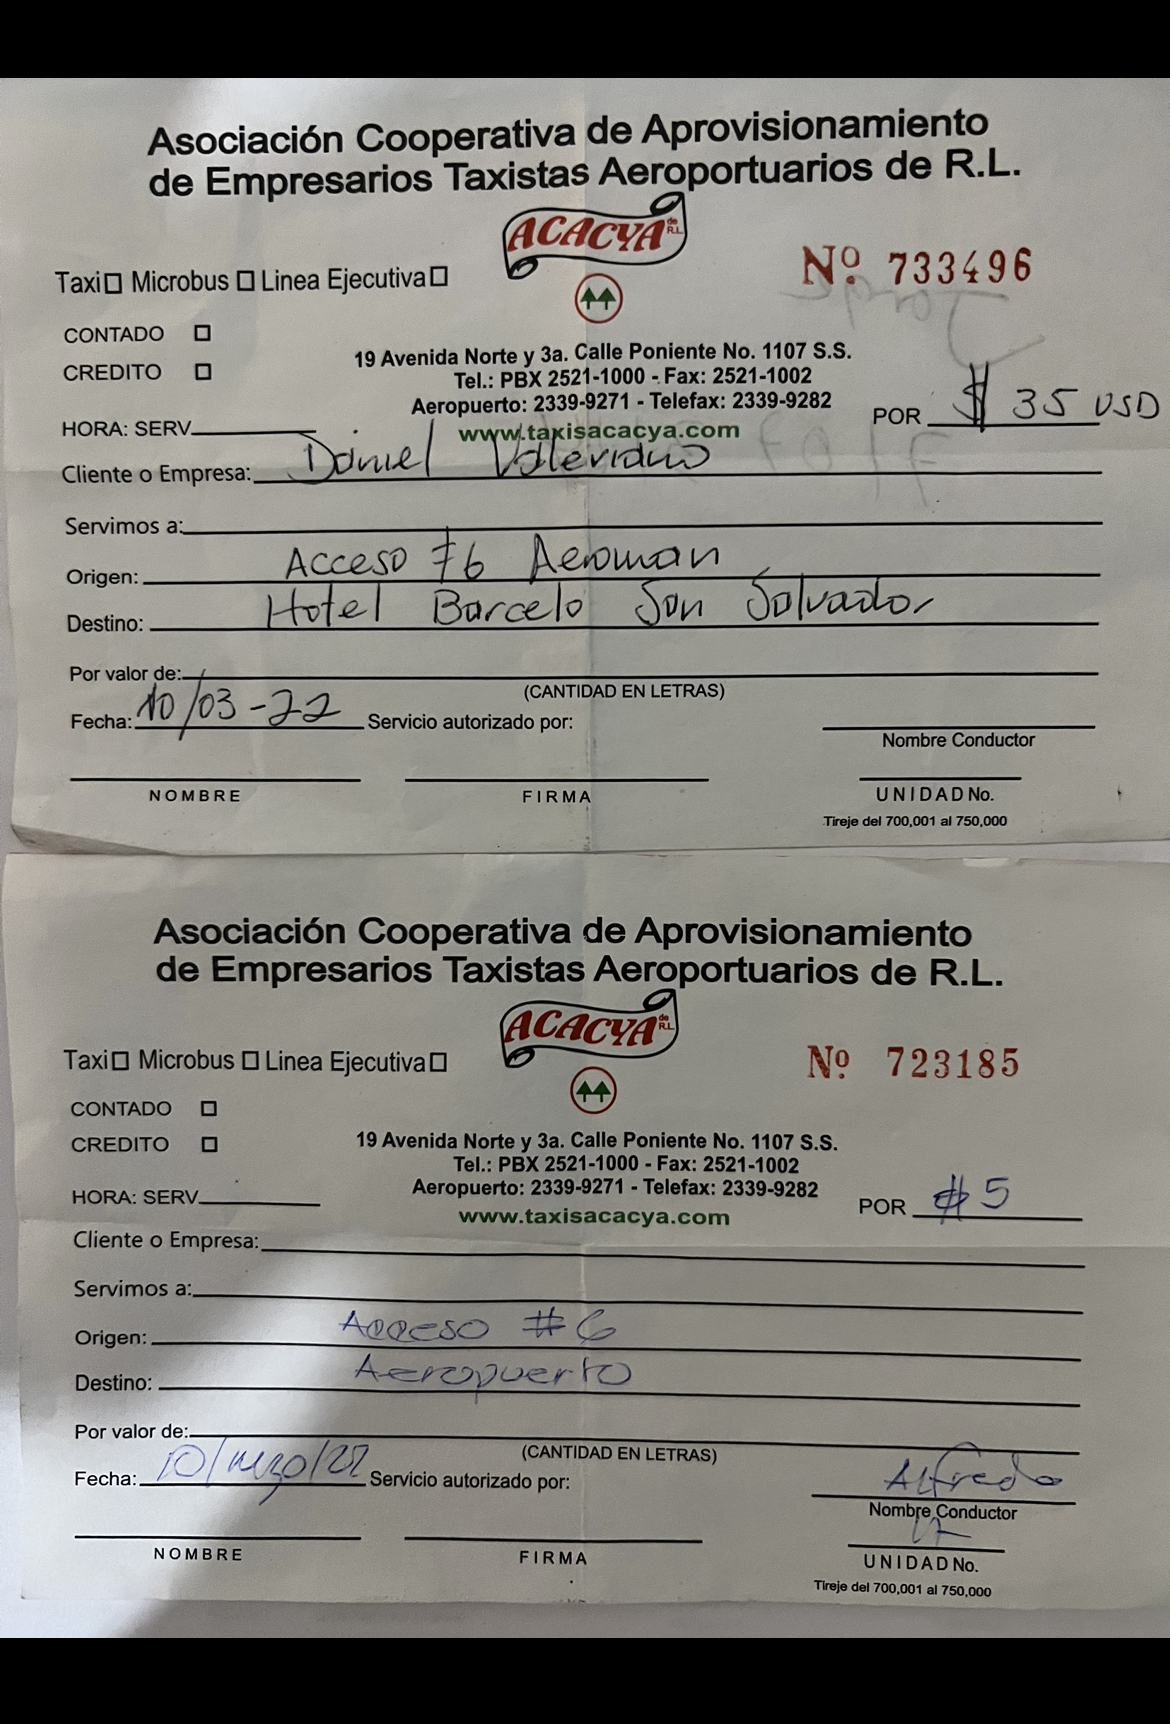 Asociación Cooperativa de Aprovisionamiento
de Empresarios Taxistas Aeroportuarios de R.L.
ACACYA de R.L.
Taxi Microbus Linea Ejecutiva
Nº 733496
CONTADO
CREDITO
19 Avenida Norte y 3a. Calle Poniente No. 1107 S.S.
Tel.: PBX 2521-1000 - Fax: 2521-1002
Aeropuerto: 2339-9271 - Telefax: 2339-9282
POR $ 35 USD
HORA: SERV.
www.taxisacacya.com
Cliente o Empresa: Daniel Valeriano
Servimos a:
Origen: Acceso #6 Aeroman
Destino: Hotel Barcelo San Salvador
Por valor de:
(CANTIDAD EN LETRAS)
Fecha: 10/03-22 Servicio autorizado por:
Nombre Conductor
NOMBRE FIRMA UNIDAD No.
Tireje del 700,001 al 750,000
Asociación Cooperativa de Aprovisionamiento
de Empresarios Taxistas Aeroportuarios de R.L.
ACACYA de R.L.
Taxi Microbus Linea Ejecutiva
Nº 723185
CONTADO
CREDITO
19 Avenida Norte y 3a. Calle Poniente No. 1107 S.S.
Tel.: PBX 2521-1000 - Fax: 2521-1002
Aeropuerto: 2339-9271 - Telefax: 2339-9282
HORA: SERV.
POR $ 5
www.taxisacacya.com
Cliente o Empresa:
Servimos a:
Origen: Acceso #6
Destino: Aeropuerto
Por valor de:
(CANTIDAD EN LETRAS)
Fecha: 10/mzo/22 Servicio autorizado por:
Alfredo
Nombre Conductor
NOMBRE FIRMA UNIDAD No.
Tireje del 700,001 al 750,000